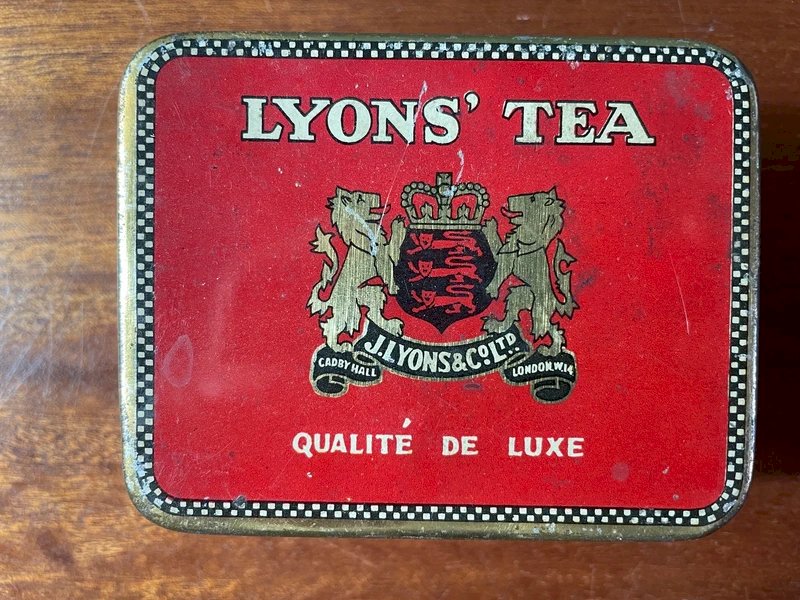 LYONS' TEA
J. LYONS & Co. LTD.
CADBY HALL
LONDON. W.14
QUALITÉ DE LUXE